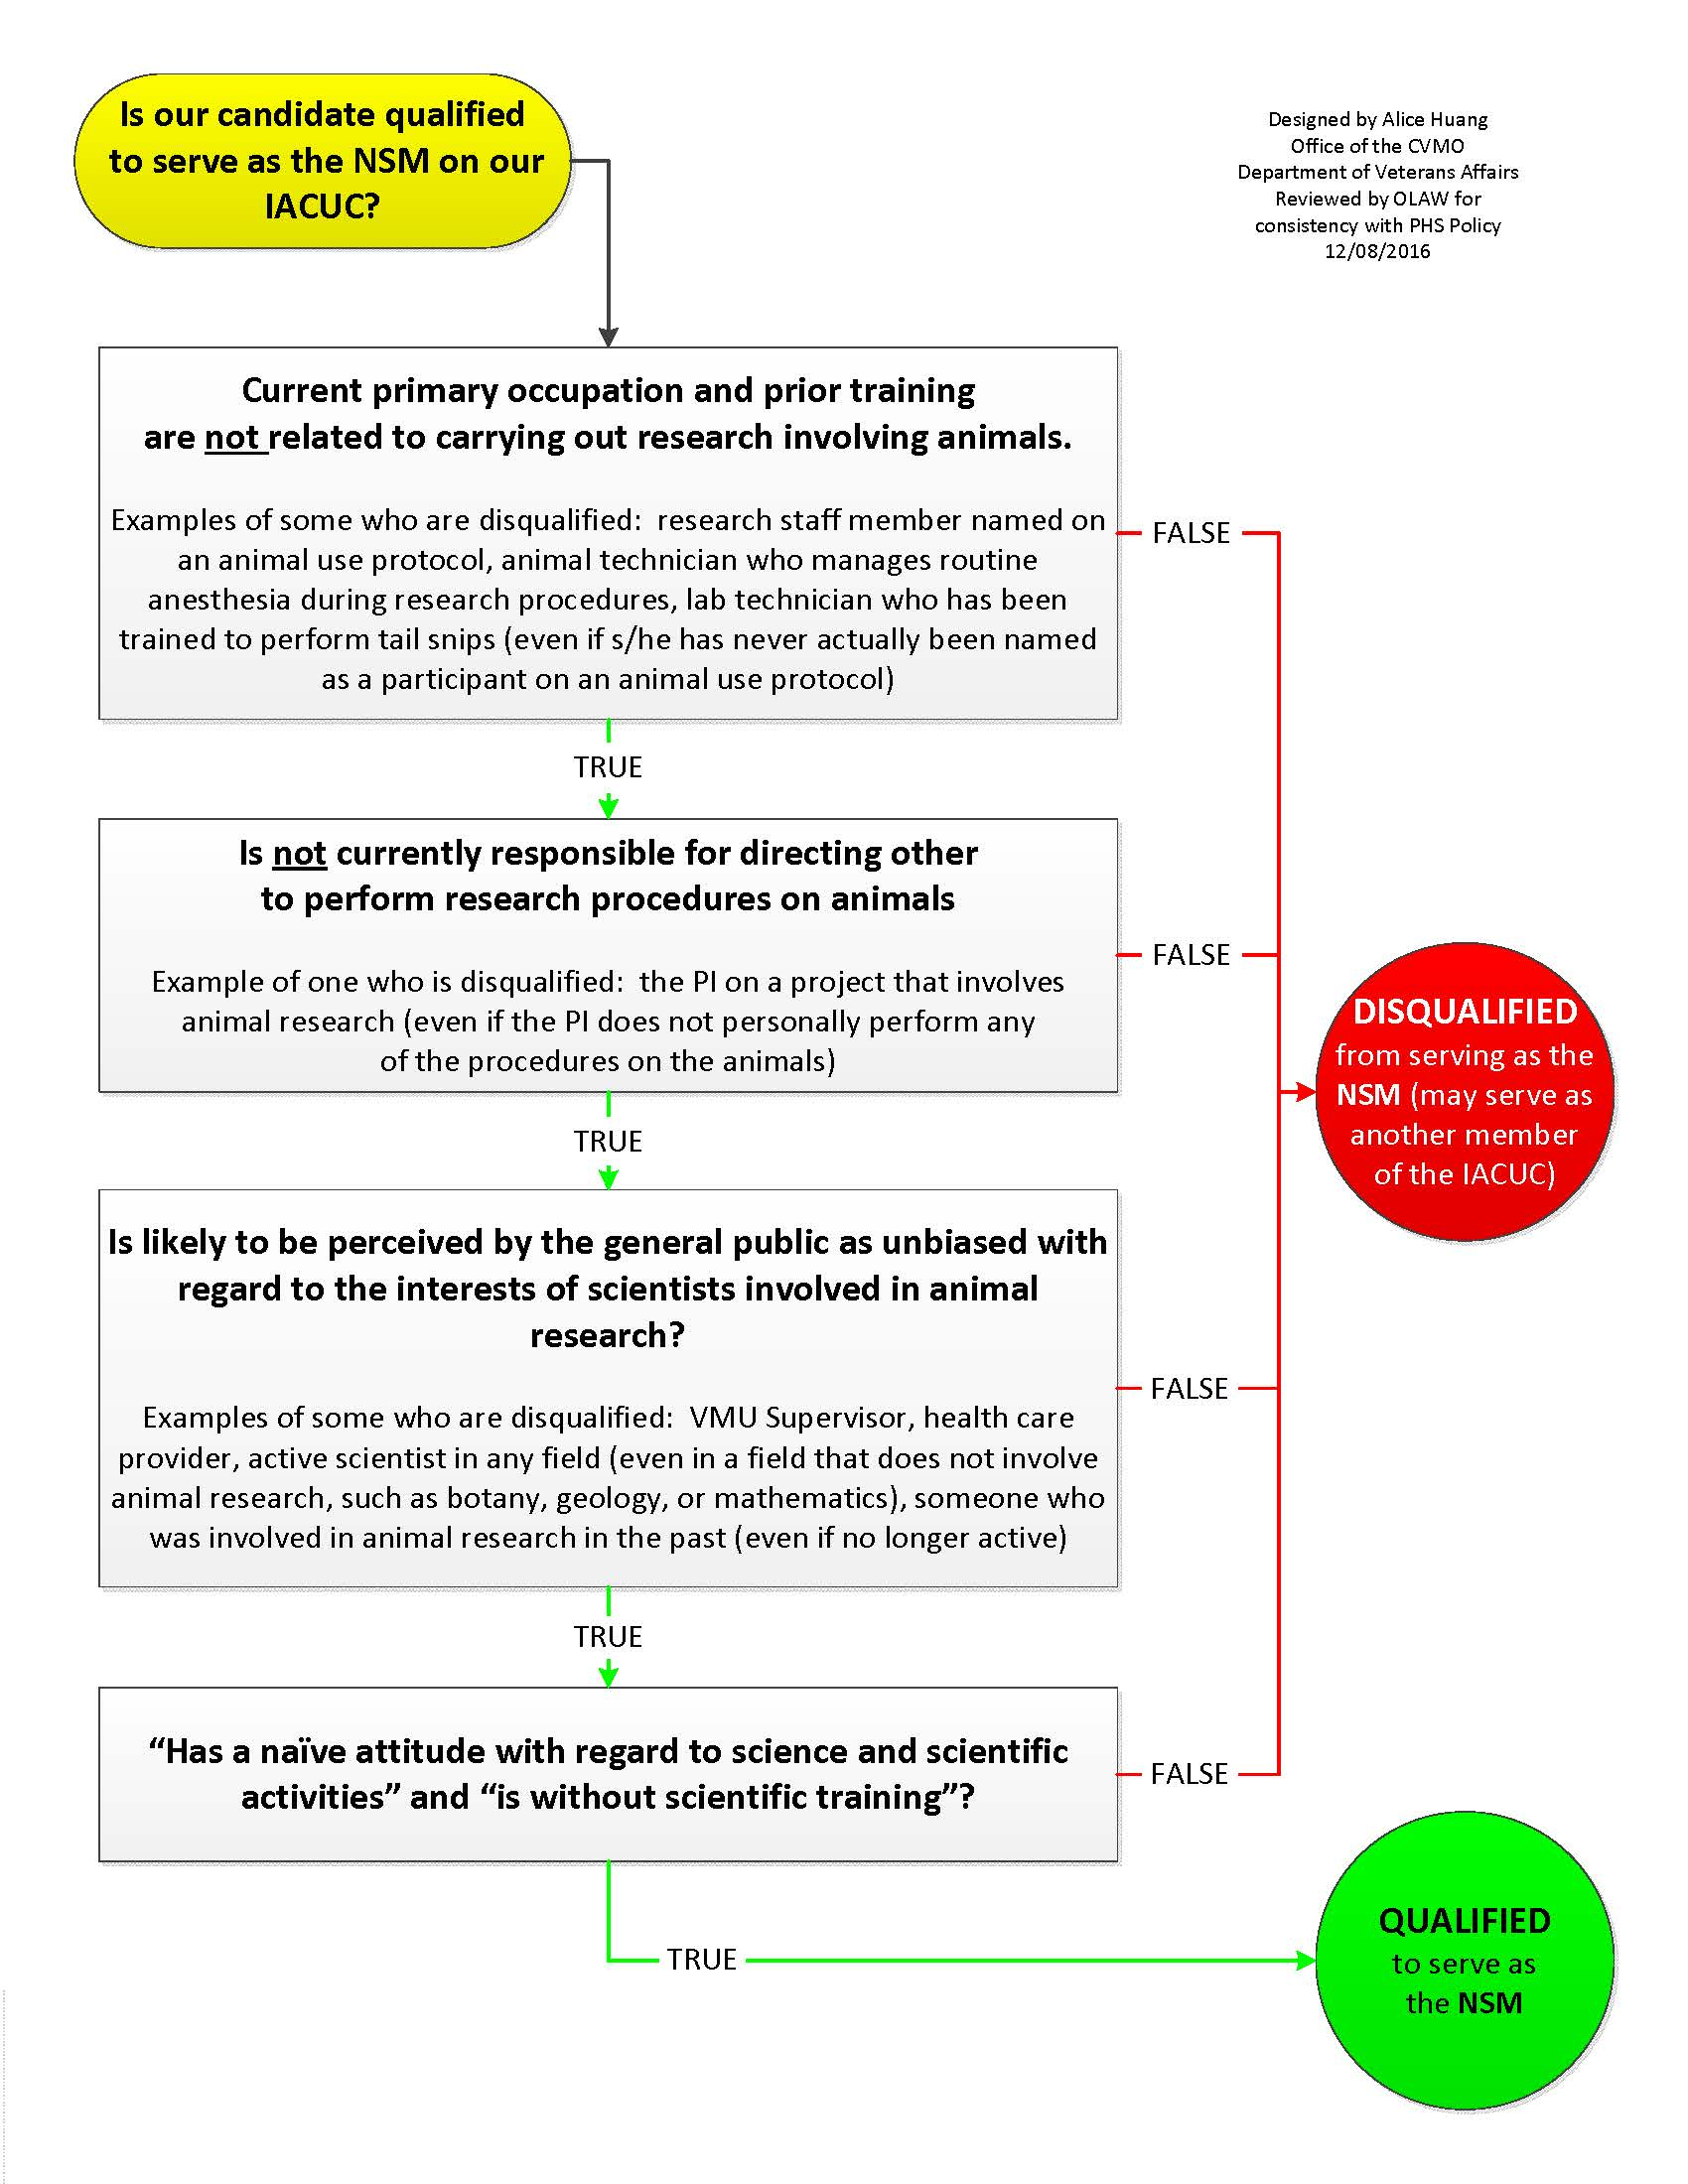 Is our candidate qualified
to serve as the NSM on our
IACUC?
Designed by Alice Huang
Office of the CVMO
Department of Veterans Affairs
Reviewed by OLAW for
consistency with PHS Policy
12/08/2016
Current primary occupation and prior training
are not related to carrying out research involving animals.
Examples of some who are disqualified:  research staff member named on
an animal use protocol, animal technician who manages routine
anesthesia during research procedures, lab technician who has been
trained to perform tail snips (even if s/he has never actually been named
as a participant on an animal use protocol)
FALSE
TRUE
Is not currently responsible for directing other
to perform research procedures on animals
Example of one who is disqualified:  the PI on a project that involves
animal research (even if the PI does not personally perform any
of the procedures on the animals)
FALSE
DISQUALIFIED
from serving as the
NSM (may serve as
another member
of the IACUC)
TRUE
Is likely to be perceived by the general public as unbiased with
regard to the interests of scientists involved in animal
research?
Examples of some who are disqualified:  VMU Supervisor, health care
provider, active scientist in any field (even in a field that does not involve
animal research, such as botany, geology, or mathematics), someone who
was involved in animal research in the past (even if no longer active)
FALSE
TRUE
“Has a naïve attitude with regard to science and scientific
activities” and “is without scientific training”?
FALSE
TRUE
QUALIFIED
to serve as
the NSM